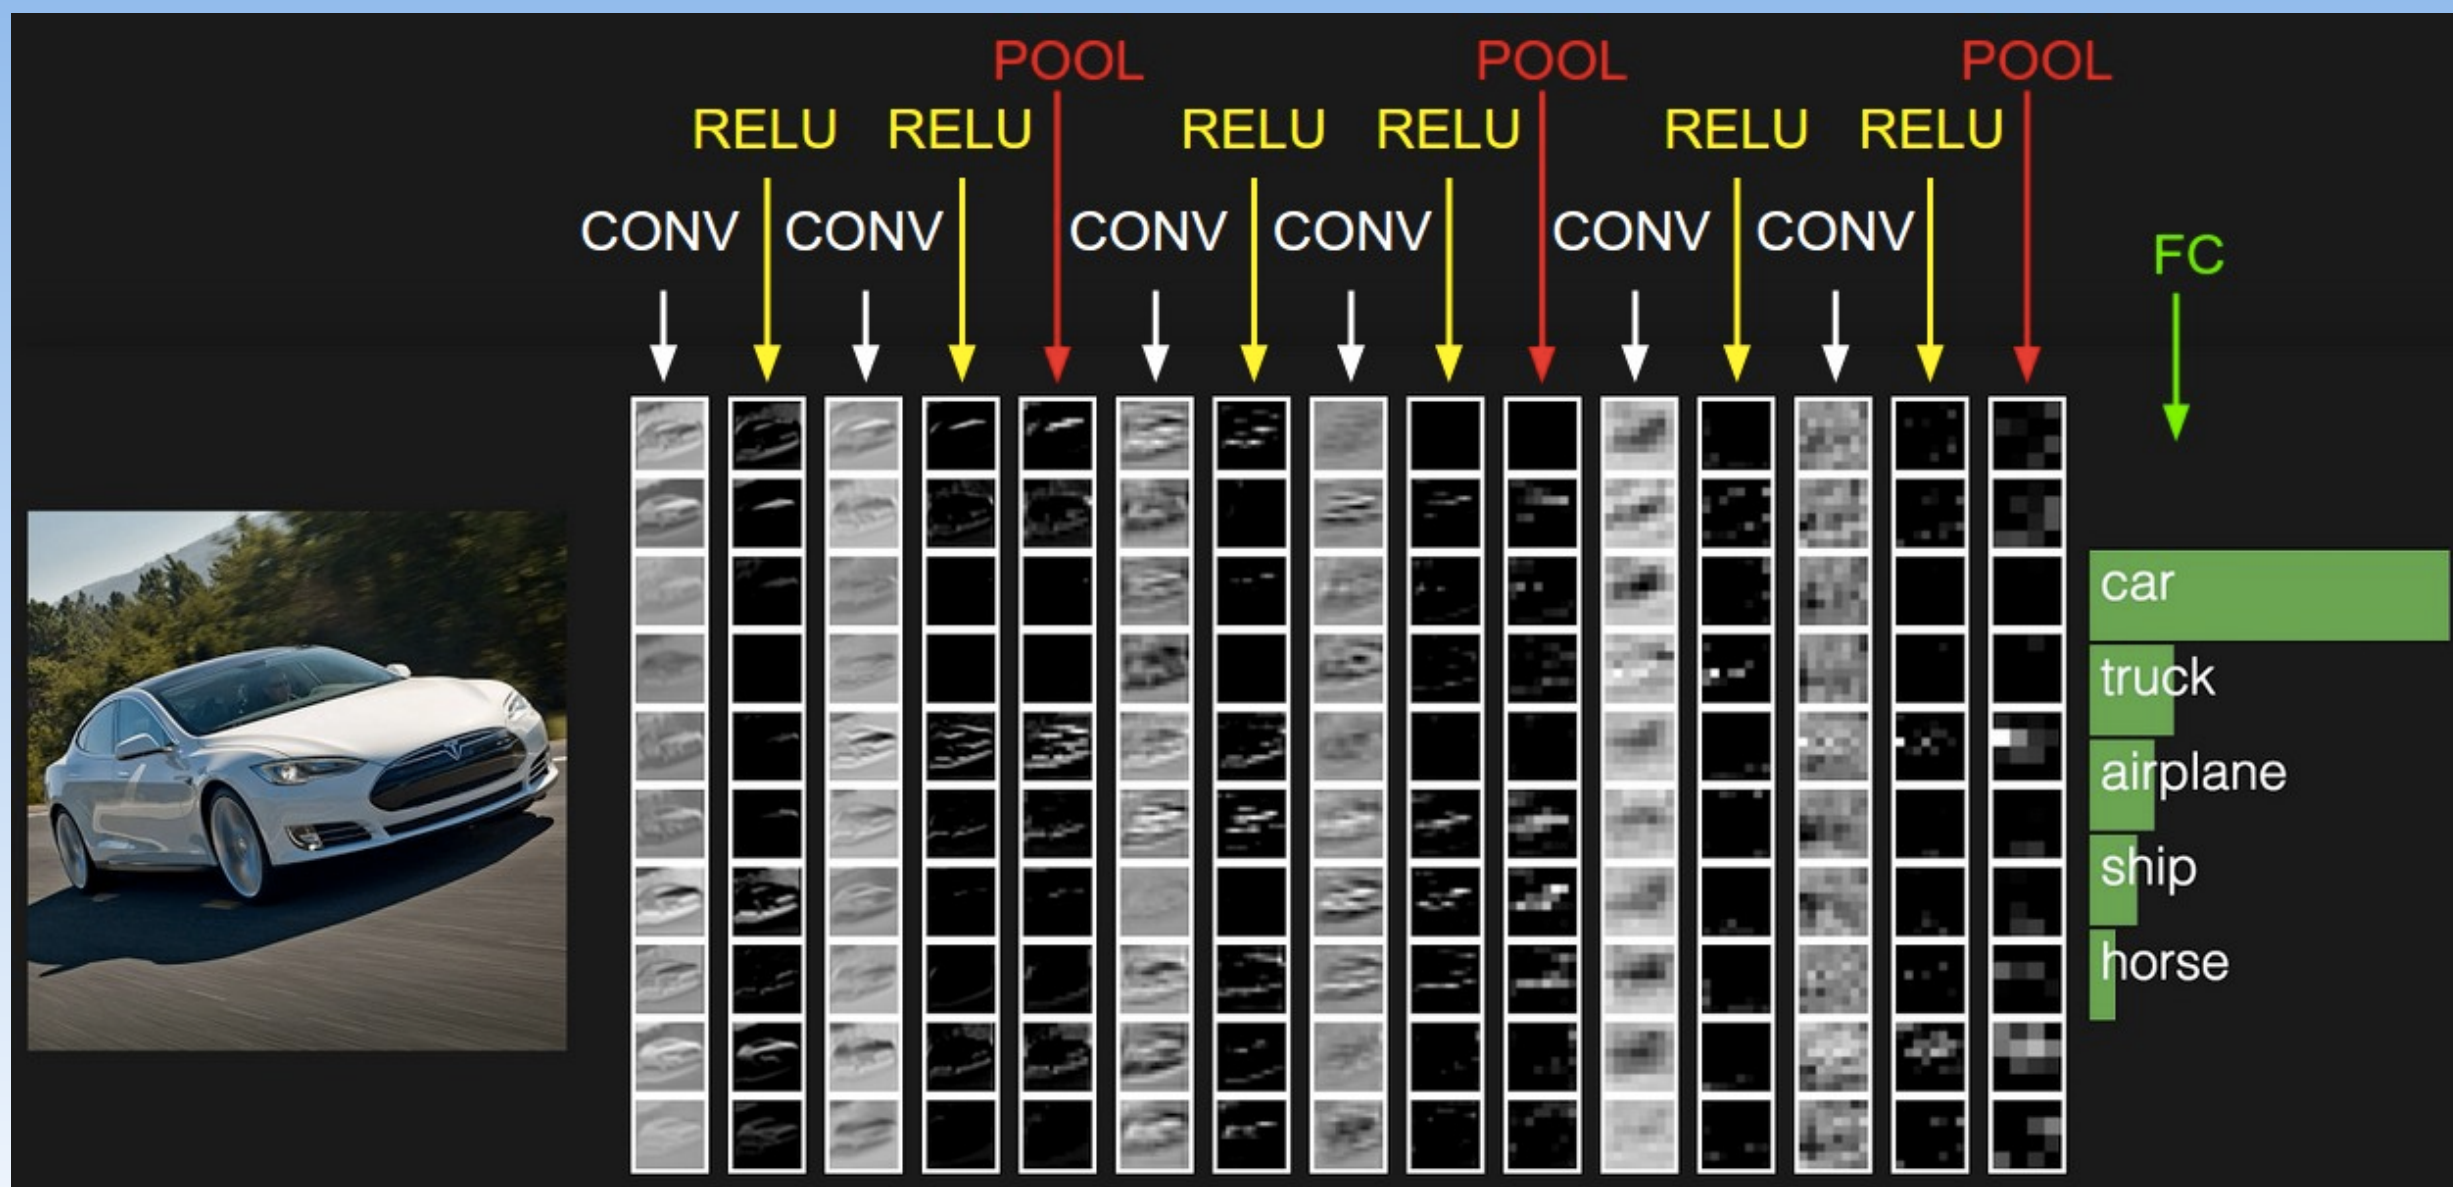 POOL POOL POOL
RELU RELU RELU RELU RELU RELU
CONV CONV CONV CONV CONV CONV
FC
car
truck
airplane
ship
horse